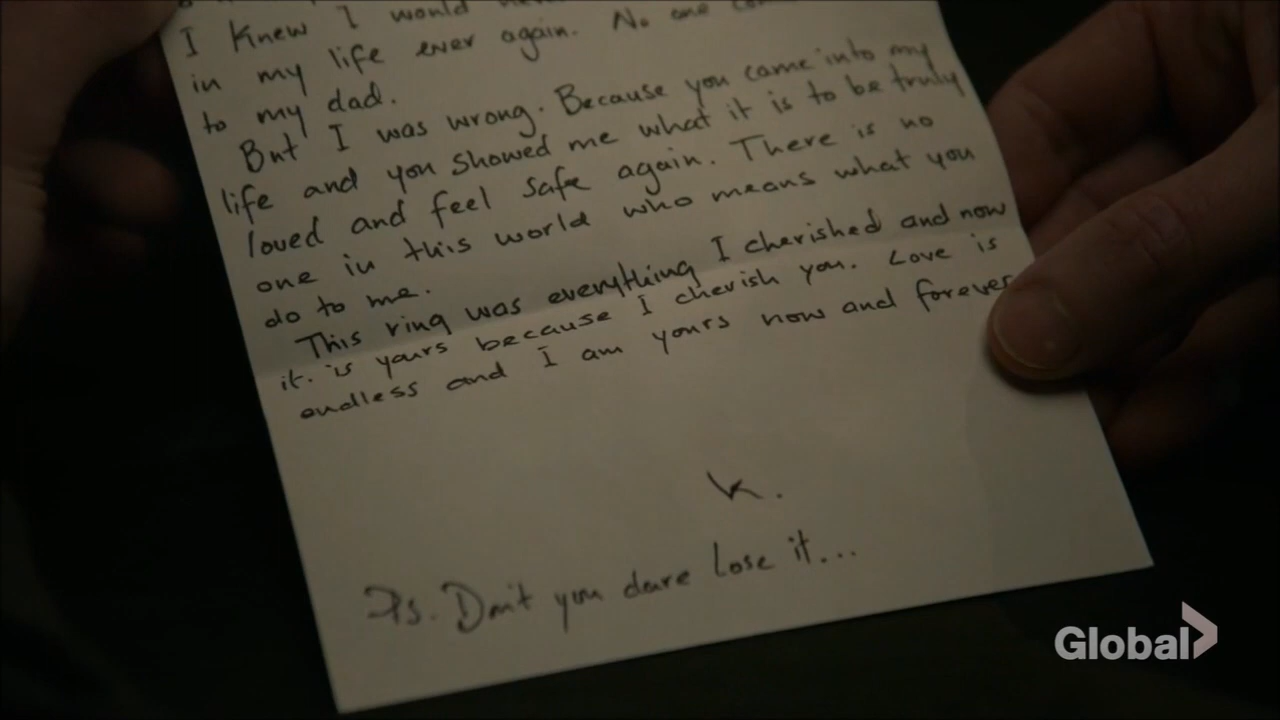 I knew I would
in my life ever again. No one
to my dad.
But I was wrong. Because you came into my
life and you showed me what it is to be truly
loved and feel safe again. There is no
one in this world who means what you
do to me.
This ring was everything I cherished and now
it. is yours because I cherish you. Love is
endless and I am yours now and forever
K.
Ps. Don't you dare lose it...
Global